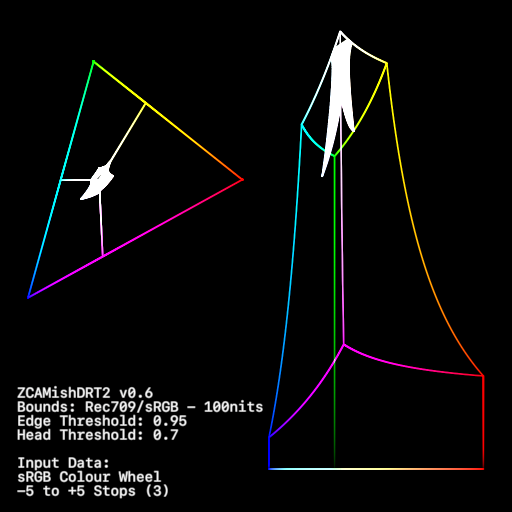 ZCAMishDRT2 v0.6
Bounds: Rec709/sRGB - 100nits
Edge Threshold: 0.95
Head Threshold: 0.7
Input Data:
sRGB Colour Wheel
-5 to +5 Stops (3)